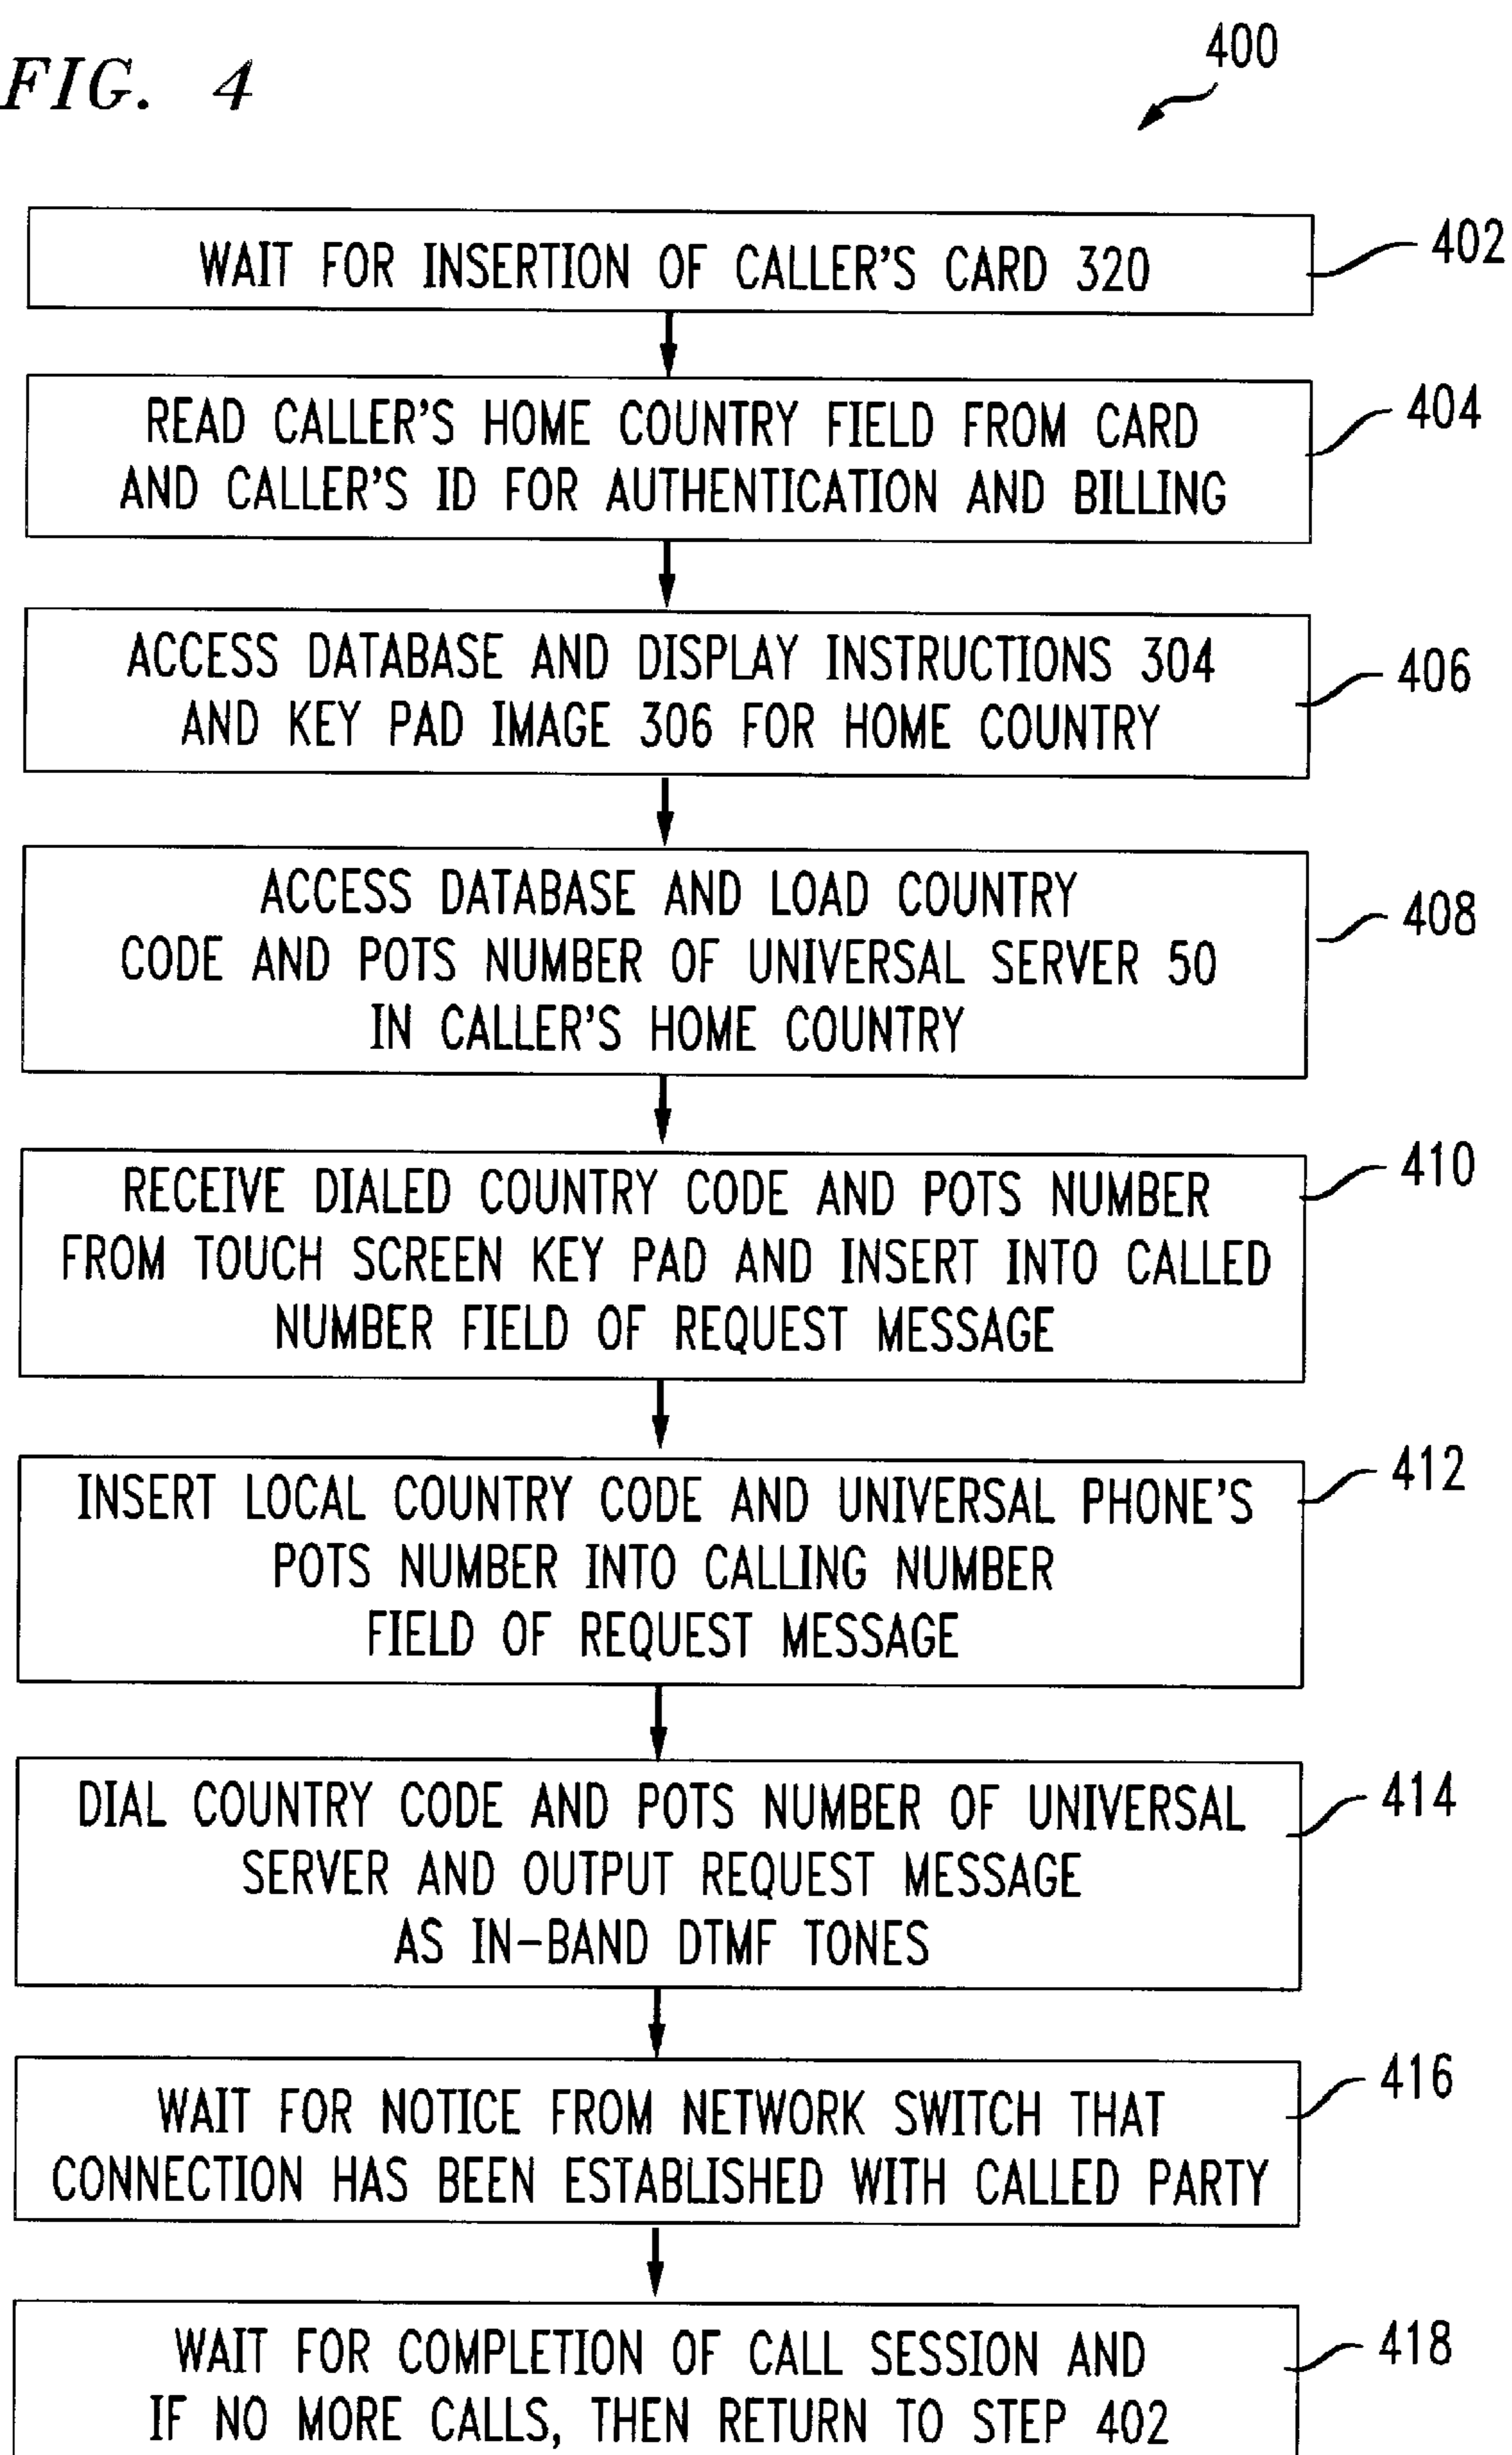 FIG. 4
400
WAIT FOR INSERTION OF CALLER'S CARD 320
402
READ CALLER'S HOME COUNTRY FIELD FROM CARD
AND CALLER'S ID FOR AUTHENTICATION AND BILLING
404
ACCESS DATABASE AND DISPLAY INSTRUCTIONS 304
AND KEY PAD IMAGE 306 FOR HOME COUNTRY
406
ACCESS DATABASE AND LOAD COUNTRY
CODE AND POTS NUMBER OF UNIVERSAL SERVER 50
IN CALLER'S HOME COUNTRY
408
RECEIVE DIALED COUNTRY CODE AND POTS NUMBER
FROM TOUCH SCREEN KEY PAD AND INSERT INTO CALLED
NUMBER FIELD OF REQUEST MESSAGE
410
INSERT LOCAL COUNTRY CODE AND UNIVERSAL PHONE'S
POTS NUMBER INTO CALLING NUMBER
FIELD OF REQUEST MESSAGE
412
DIAL COUNTRY CODE AND POTS NUMBER OF UNIVERSAL
SERVER AND OUTPUT REQUEST MESSAGE
AS IN-BAND DTMF TONES
414
WAIT FOR NOTICE FROM NETWORK SWITCH THAT
CONNECTION HAS BEEN ESTABLISHED WITH CALLED PARTY
416
WAIT FOR COMPLETION OF CALL SESSION AND
IF NO MORE CALLS, THEN RETURN TO STEP 402
418